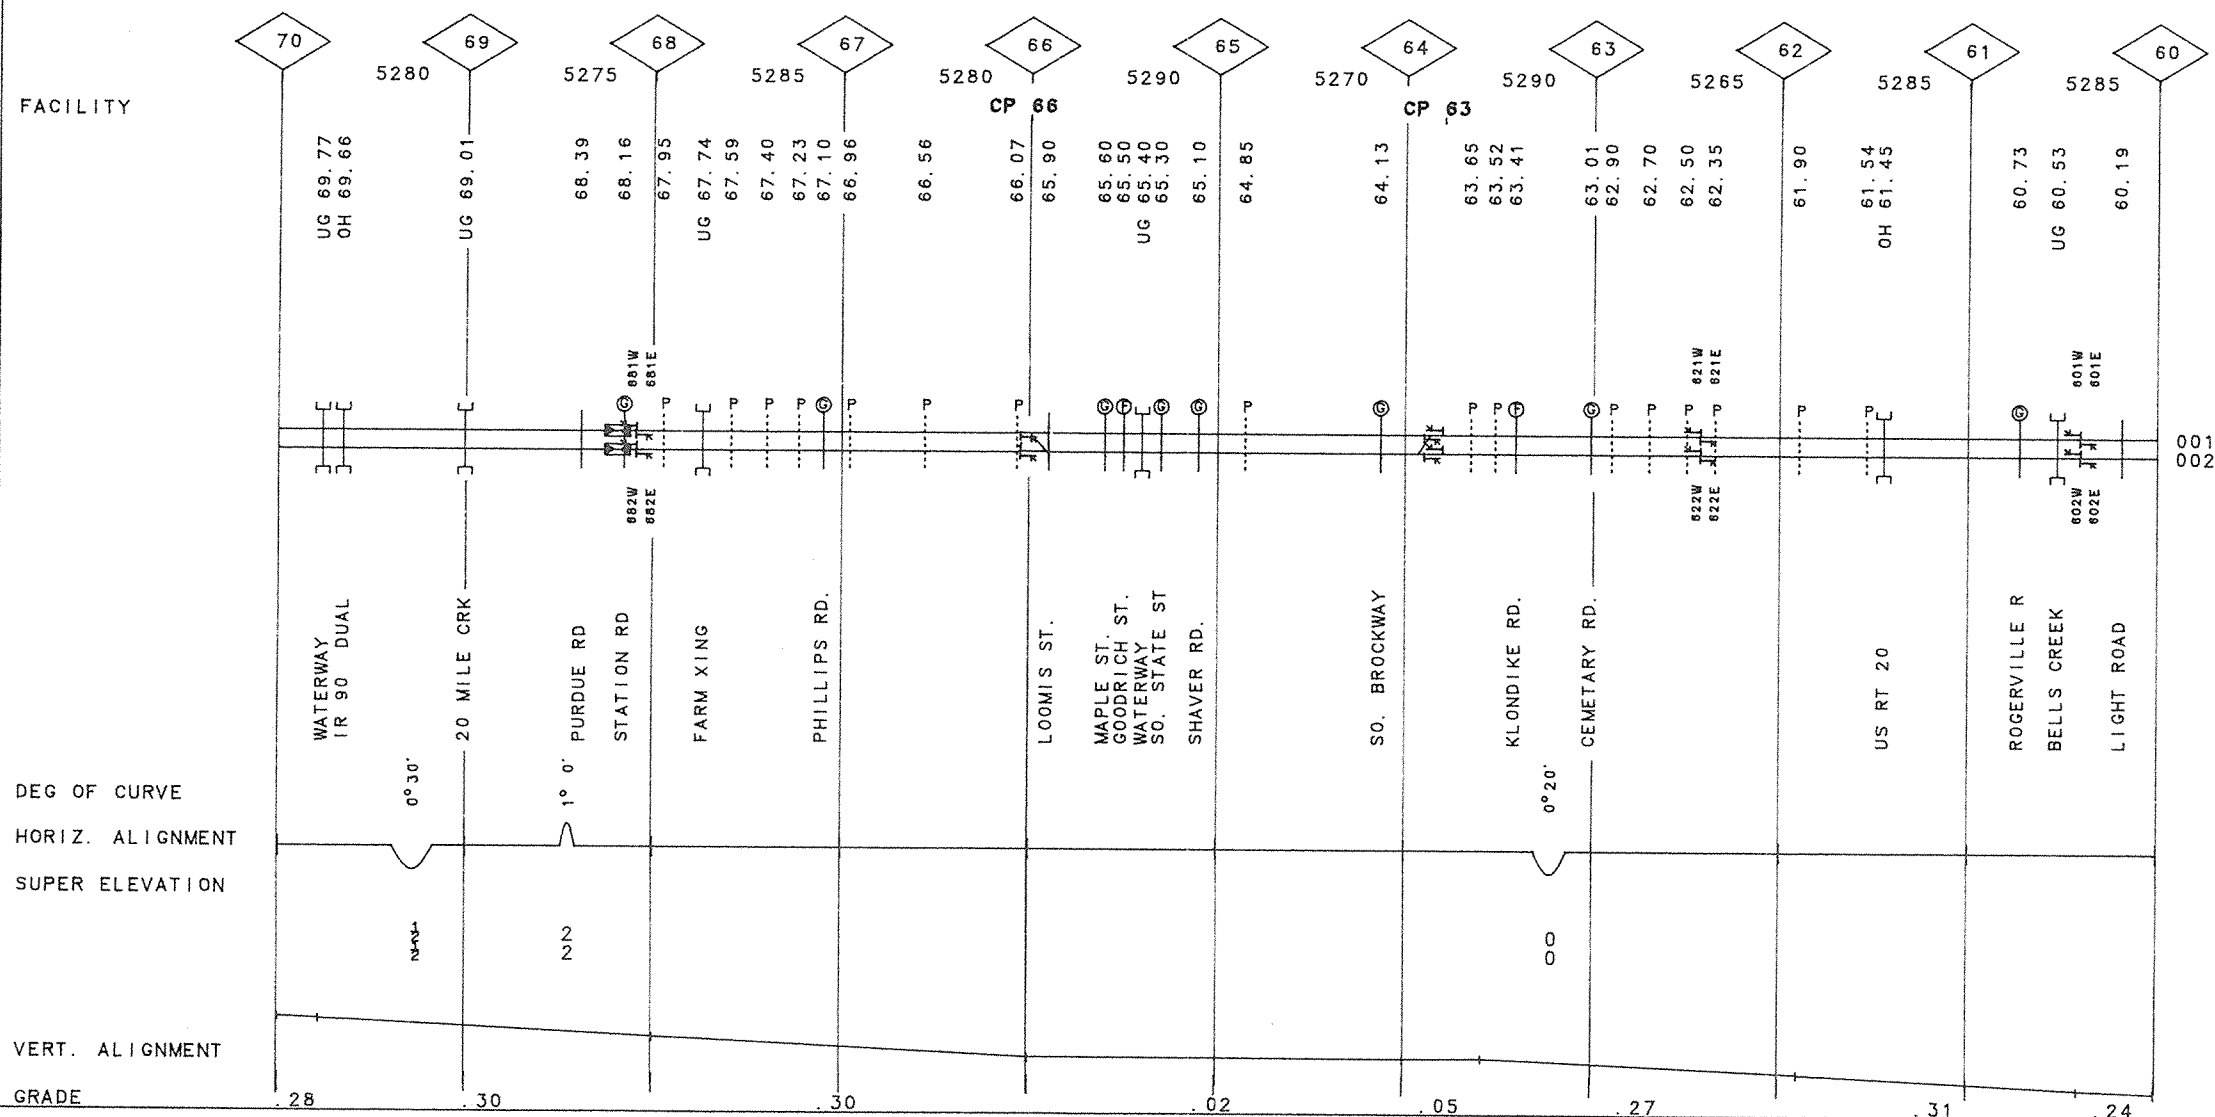 70 69 68 67 66 65 64 63 62 61 60
5280 5275 5285 5280 5290 5270 5290 5265 5285 5285
FACILITY
CP 66 CP 63
UG 69.77
OH 69.66
UG 69.01
68.39
68.16
67.95
UG 67.74
67.59
67.40
67.23
67.10
66.96
66.56
66.07
65.90
65.60
65.50
UG 65.40
65.30
65.10
64.85
64.13
63.65
63.52
63.41
63.01
62.90
62.70
62.50
62.35
61.90
61.54
OH 61.45
60.73
UG 60.53
60.19
681W
681E
621W
621E
601W
601E
G P P P P G P P P G F G G P G P P F G P P P P P P G
001
002
682W
682E
622W
622E
602W
602E
WATERWAY
IR 90 DUAL
20 MILE CRK
PURDUE RD
STATION RD
FARM XING
PHILLIPS RD.
LOOMIS ST.
MAPLE ST.
GOODRICH ST.
WATERWAY
SO. STATE ST
SHAVER RD.
SO. BROCKWAY
KLONDIKE RD.
CEMETARY RD.
US RT 20
ROGERVILLE R
BELLS CREEK
LIGHT ROAD
DEG OF CURVE
0°30' 1° 0' 0°20'
HORIZ. ALIGNMENT
SUPER ELEVATION
2 0
2 0
VERT. ALIGNMENT
GRADE
.28 .30 .30 .02 .05 .27 .31 .24